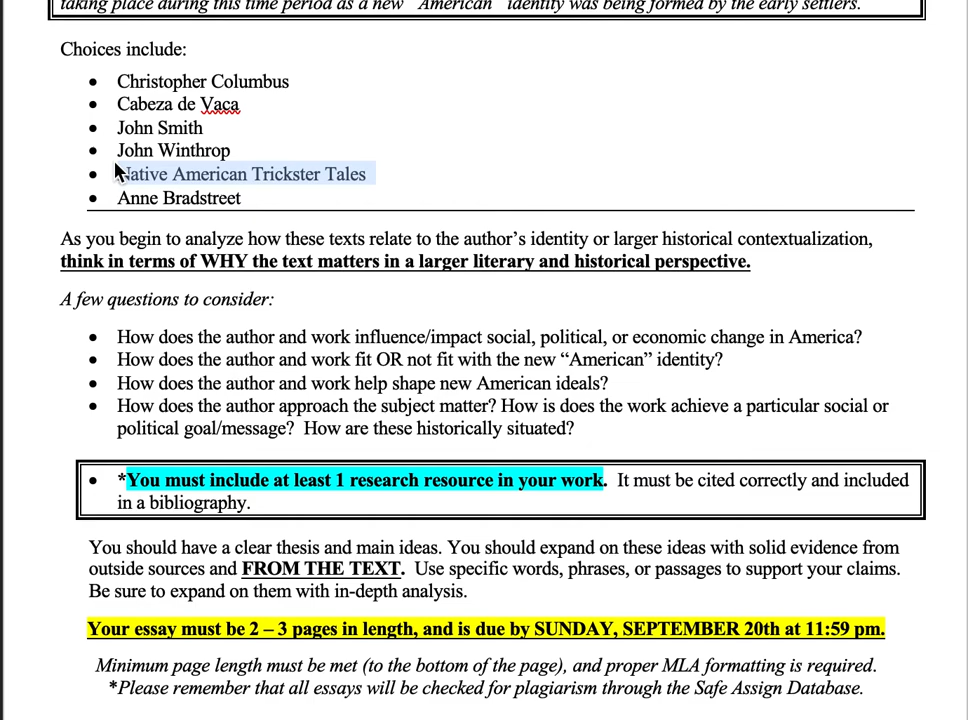 taking place during this time period as a new "American" identity was being formed by the early settlers.
Choices include:
• Christopher Columbus
• Cabeza de Vaca
• John Smith
• John Winthrop
• Native American Trickster Tales
• Anne Bradstreet
As you begin to analyze how these texts relate to the author’s identity or larger historical contextualization,
think in terms of WHY the text matters in a larger literary and historical perspective.
A few questions to consider:
• How does the author and work influence/impact social, political, or economic change in America?
• How does the author and work fit OR not fit with the new “American” identity?
• How does the author and work help shape new American ideals?
• How does the author approach the subject matter? How is does the work achieve a particular social or
political goal/message?  How are these historically situated?
• *You must include at least 1 research resource in your work.  It must be cited correctly and included
in a bibliography.
You should have a clear thesis and main ideas. You should expand on these ideas with solid evidence from
outside sources and FROM THE TEXT.  Use specific words, phrases, or passages to support your claims.
Be sure to expand on them with in-depth analysis.
Your essay must be 2 – 3 pages in length, and is due by SUNDAY, SEPTEMBER 20th at 11:59 pm.
Minimum page length must be met (to the bottom of the page), and proper MLA formatting is required.
*Please remember that all essays will be checked for plagiarism through the Safe Assign Database.